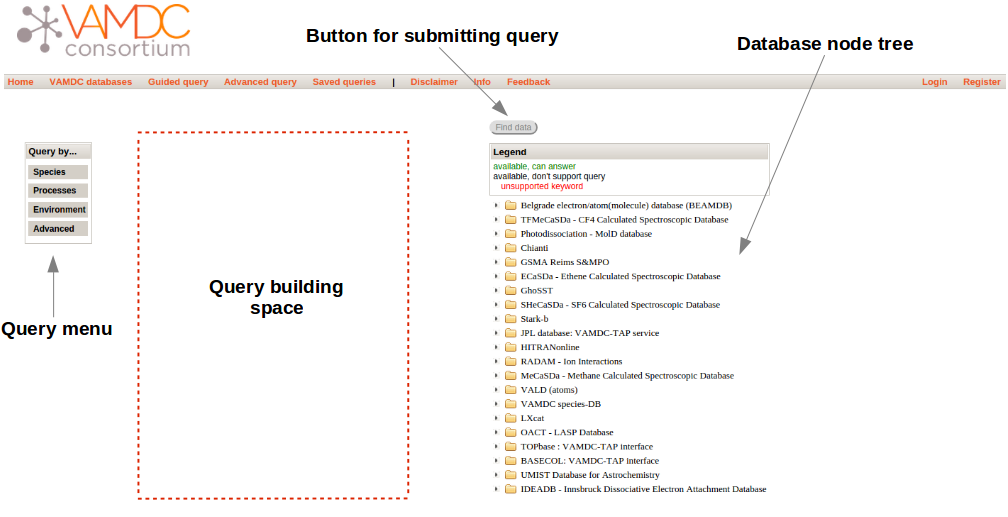 VAMDC
consortium
Button for submitting query
Database node tree
Home VAMDC databases Guided query Advanced query Saved queries | Disclaimer Info Feedback Login Register
Find data
Query by...
Species
Processes
Environment
Advanced
Query menu
Query building
space
Legend
available, can answer
available, don't support query
unsupported keyword
Belgrade electron/atom(molecule) database (BEAMDB)
TFMeCaSDa - CF4 Calculated Spectroscopic Database
Photodissociation - MolD database
Chianti
GSMA Reims S&MPO
ECaSDa - Ethene Calculated Spectroscopic Database
GhoSST
SHeCaSDa - SF6 Calculated Spectroscopic Database
Stark-b
JPL database: VAMDC-TAP service
HITRANonline
RADAM - Ion Interactions
MeCaSDa - Methane Calculated Spectroscopic Database
VALD (atoms)
VAMDC species-DB
LXcat
OACT - LASP Database
TOPbase : VAMDC-TAP interface
BASECOL: VAMDC-TAP interface
UMIST Database for Astrochemistry
IDEADB - Innsbruck Dissociative Electron Attachment Database